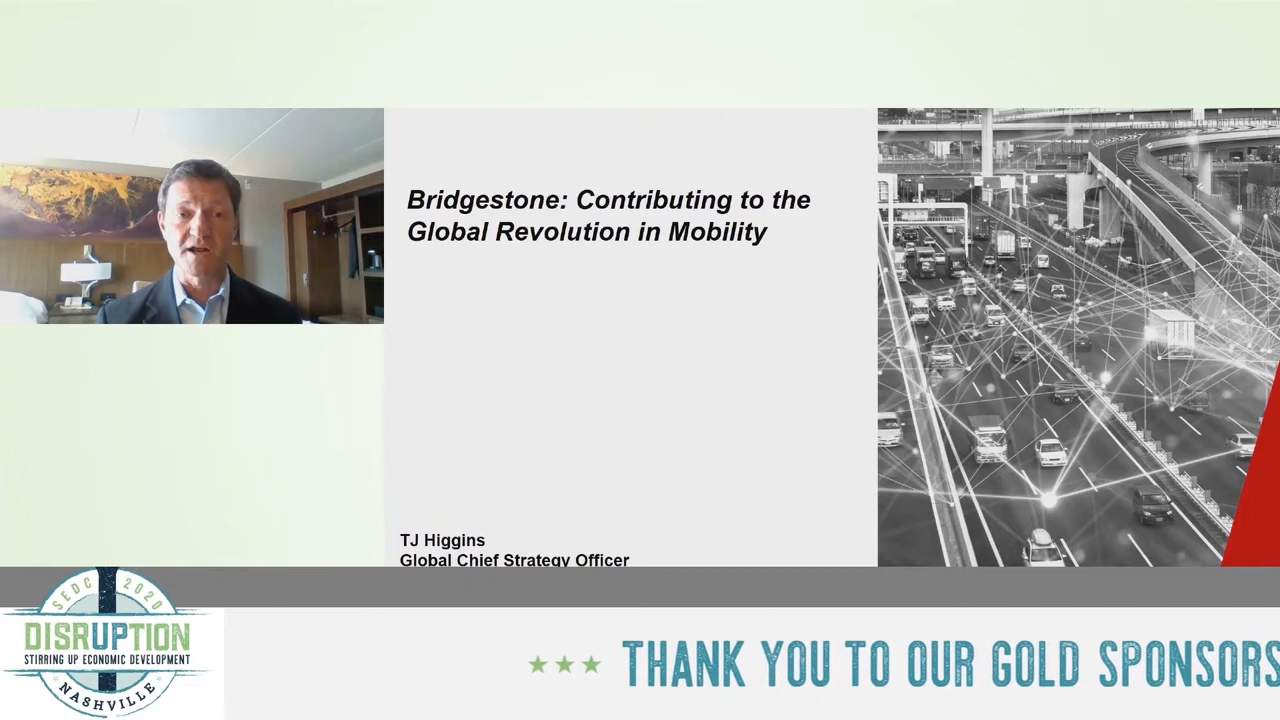 Bridgestone: Contributing to the
Global Revolution in Mobility
TJ Higgins
Global Chief Strategy Officer
SEDC 2020
DISRUPTION
STIRRING UP ECONOMIC DEVELOPMENT
NASHVILLE
THANK YOU TO OUR GOLD SPONSORS